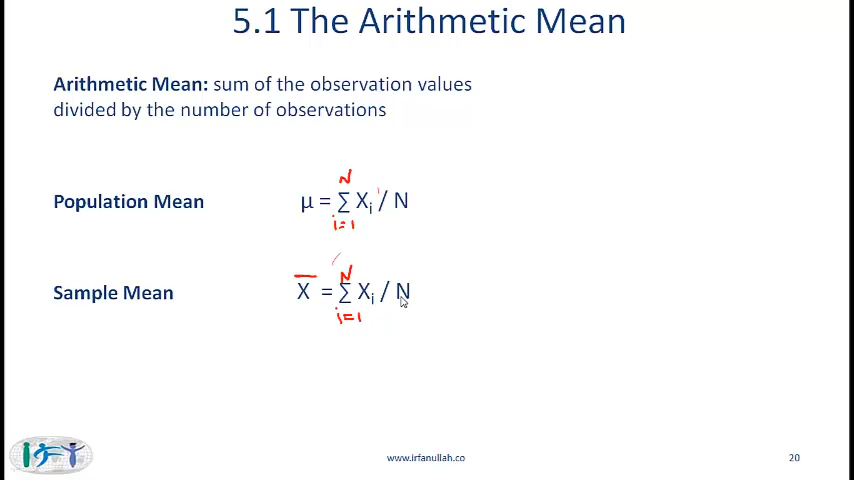 5.1 The Arithmetic Mean
Arithmetic Mean: sum of the observation values
divided by the number of observations
N
Population Mean µ = ∑ Xi / N
i=1
N
Sample Mean X̅ = ∑ Xi / N
i=1
www.irfanullah.co 20